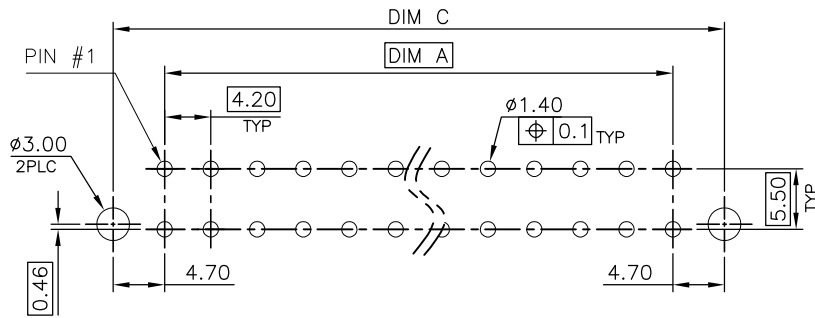 DIM C
PIN #1
DIM A
4.20
TYP
ø1.40
⌖ 0.1 TYP
ø3.00
2PLC
5.50
TYP
0.46
4.70
4.70